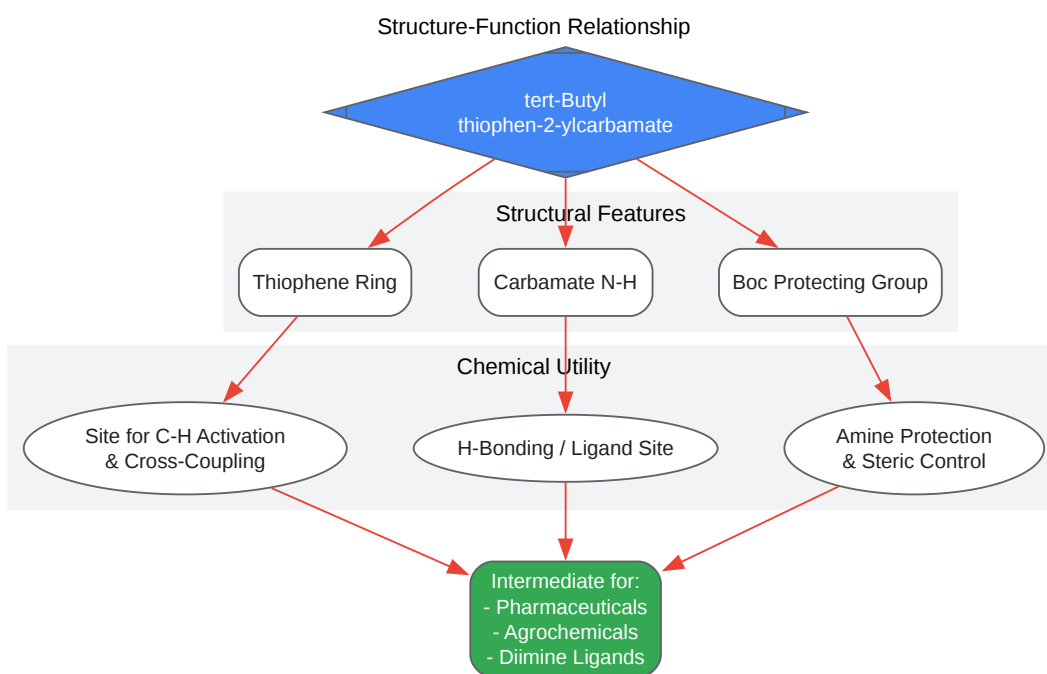 Structure-Function Relationship
tert-Butyl
thiophen-2-ylcarbamate
Structural Features
Thiophene Ring
Carbamate N-H
Boc Protecting Group
Chemical Utility
Site for C-H Activation
& Cross-Coupling
H-Bonding / Ligand Site
Amine Protection
& Steric Control
Intermediate for:
- Pharmaceuticals
- Agrochemicals
- Diimine Ligands